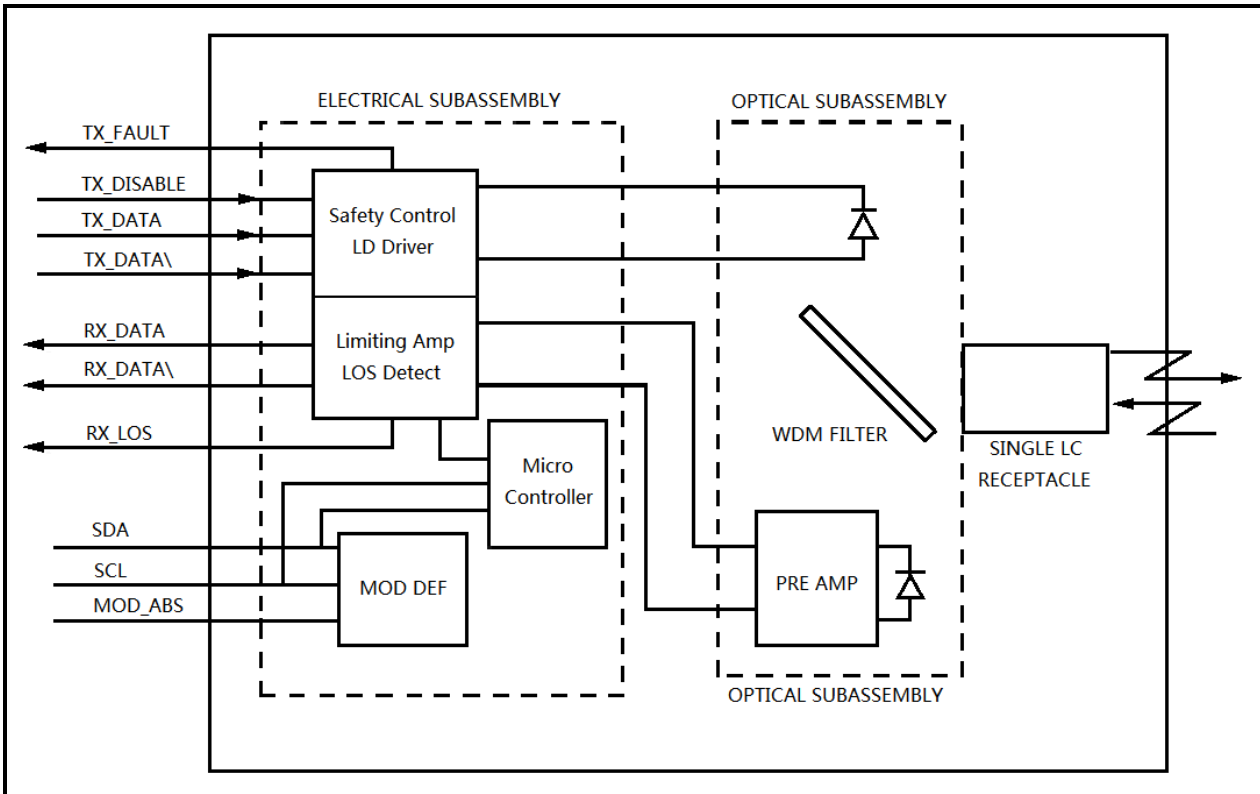 ELECTRICAL SUBASSEMBLY
OPTICAL SUBASSEMBLY
TX_FAULT
TX_DISABLE
TX_DATA
TX_DATA\
RX_DATA
RX_DATA\
RX_LOS
SDA
SCL
MOD_ABS
Safety Control
LD Driver
Limiting Amp
LOS Detect
Micro
Controller
MOD DEF
WDM FILTER
PRE AMP
SINGLE LC
RECEPTACLE
OPTICAL SUBASSEMBLY